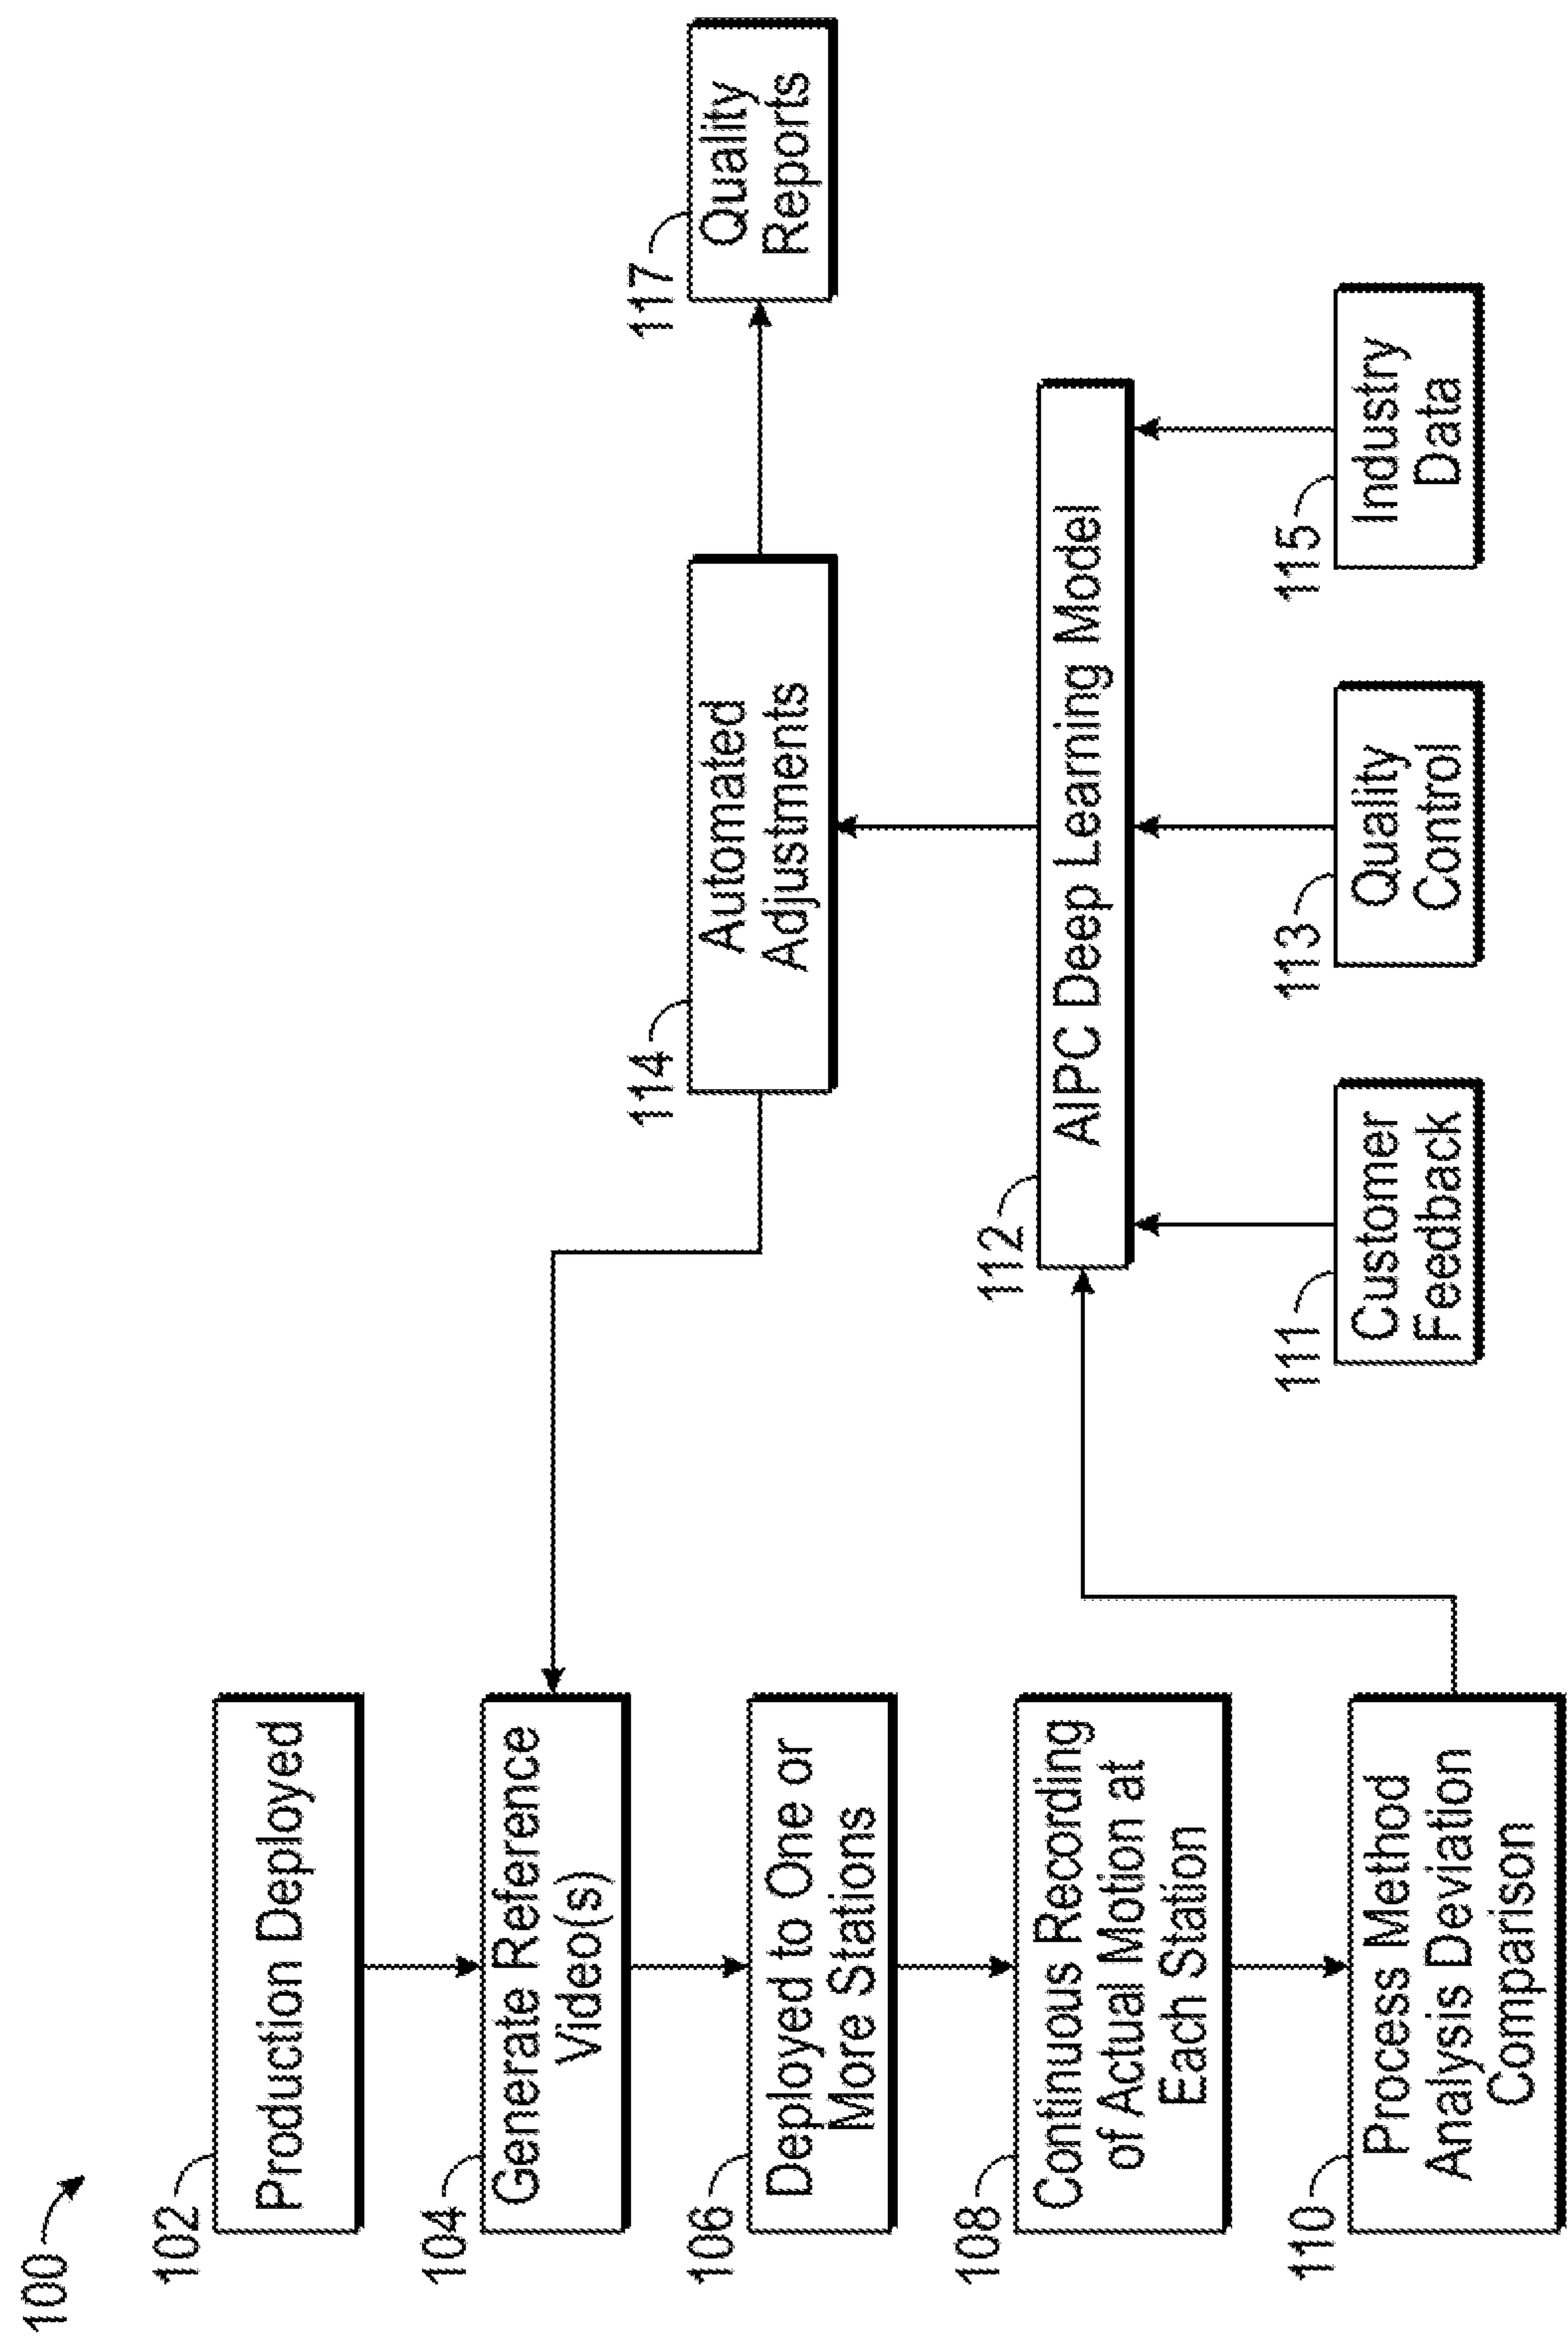 100
102
Production Deployed
104
Generate Reference
Video(s)
106
Deployed to One or
More Stations
108
Continuous Recording
of Actual Motion at
Each Station
110
Process Method
Analysis Deviation
Comparison
114
Automated
Adjustments
117
Quality
Reports
112
AIPC Deep Learning Model
111
Customer
Feedback
113
Quality
Control
115
Industry
Data